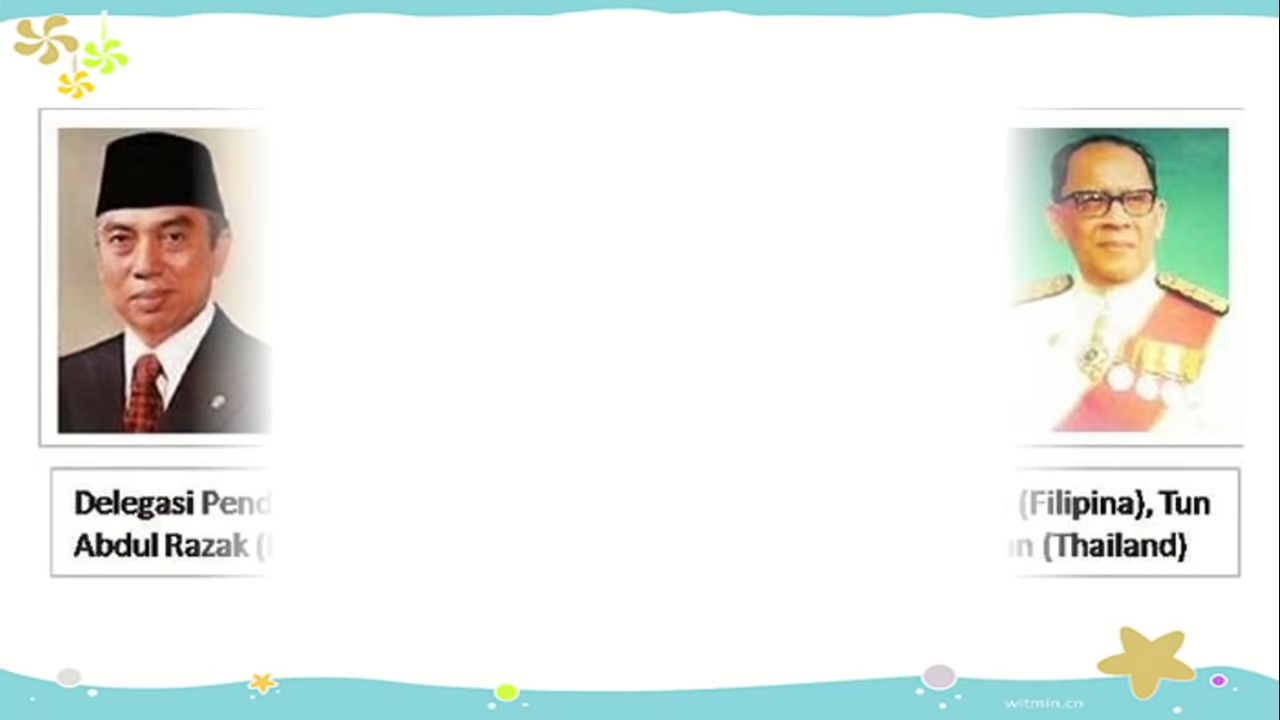 Delegasi Pend (Filipina}, Tun
Abdul Razak ( (Thailand}
witmin.cn